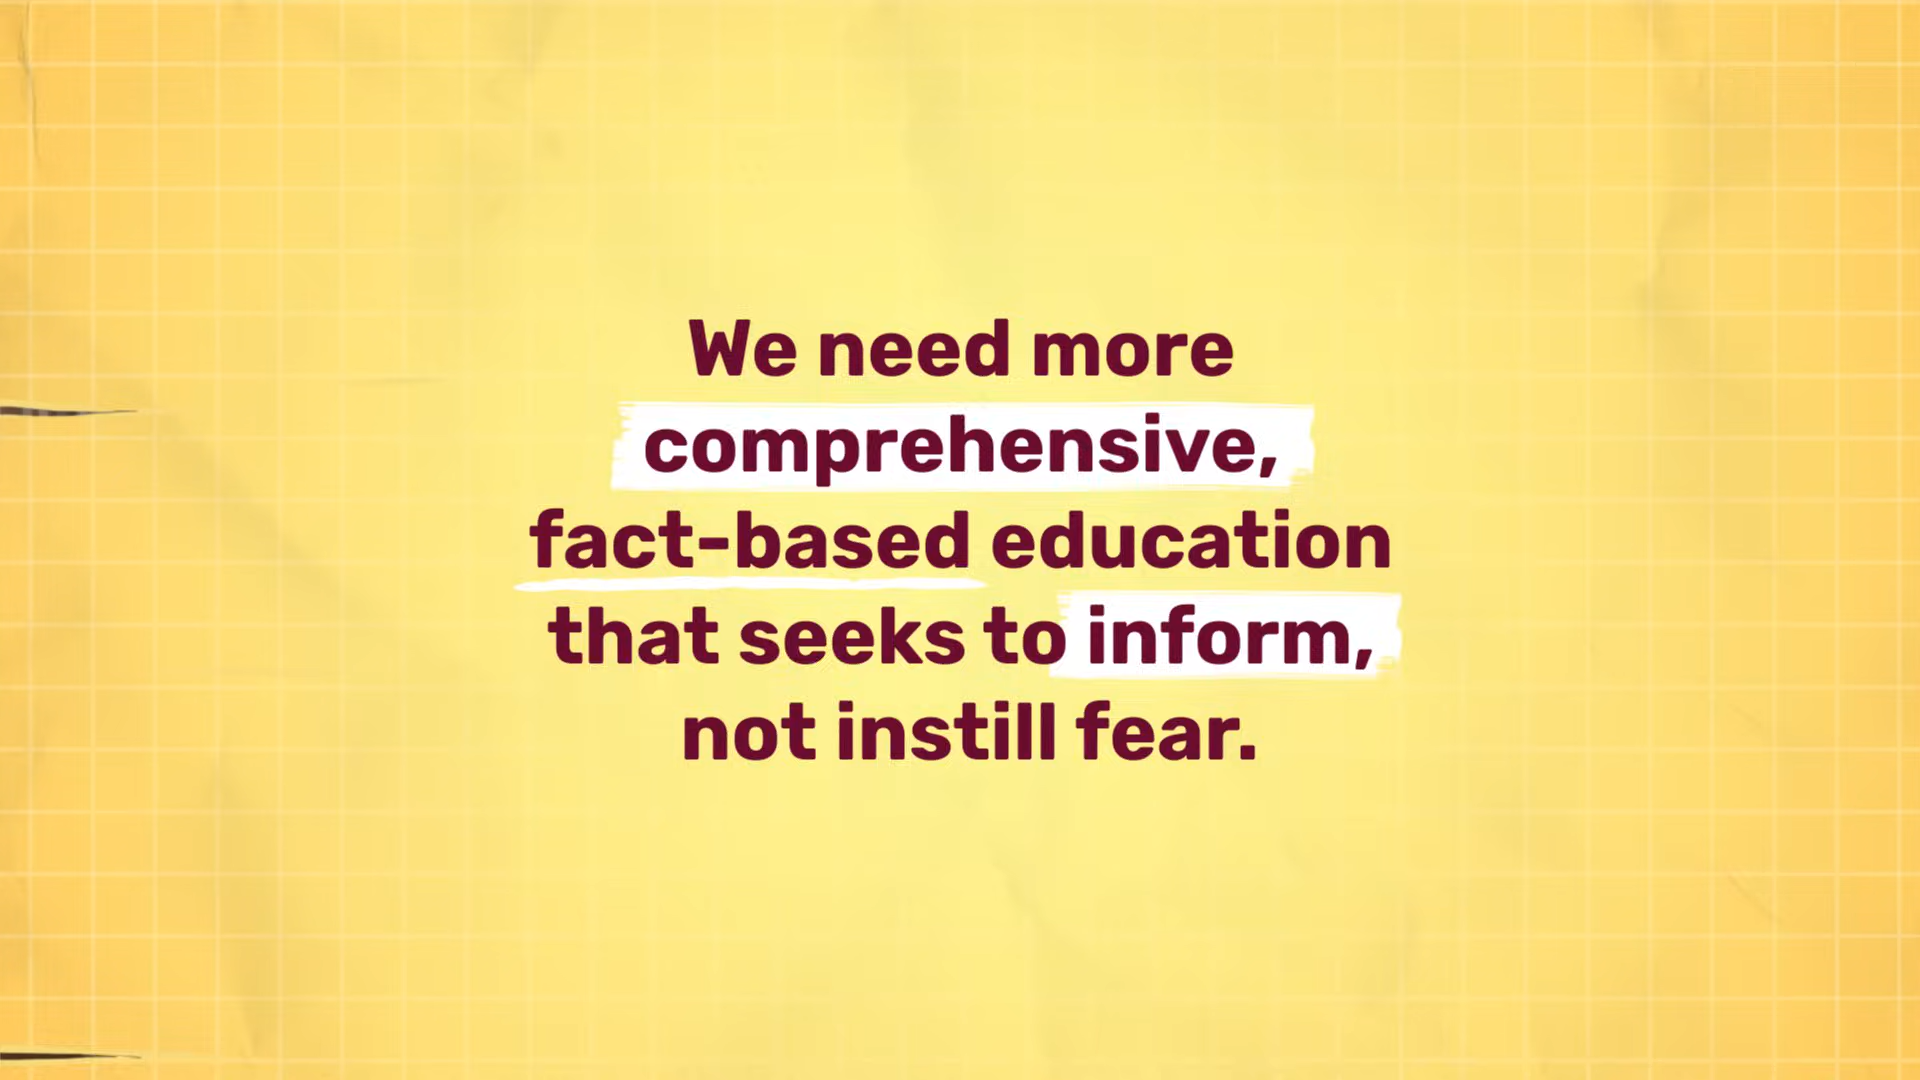 We need more
comprehensive,
fact-based education
that seeks to inform,
not instill fear.